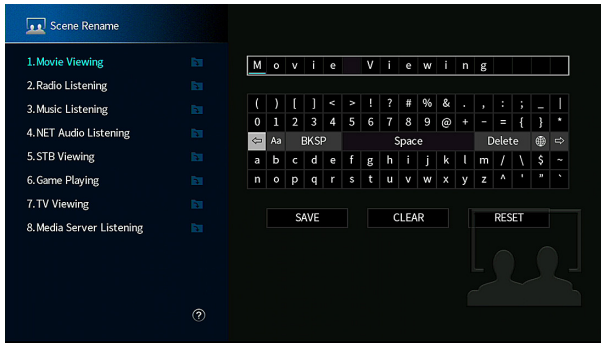 Scene Rename
1.Movie Viewing
2.Radio Listening
3.Music Listening
4.NET Audio Listening
5.STB Viewing
6.Game Playing
7.TV Viewing
8.Media Server Listening
?
Movie Viewing
( ) [ ] < > ! ? # % & . , : ; _ |
0 1 2 3 4 5 6 7 8 9 @ + - = { } *
⇦ Aa BKSP Space Delete ⇨
a b c d e f g h i j k l m / \ $ ~
n o p q r s t u v w x y z ^ ' " `
SAVE CLEAR RESET